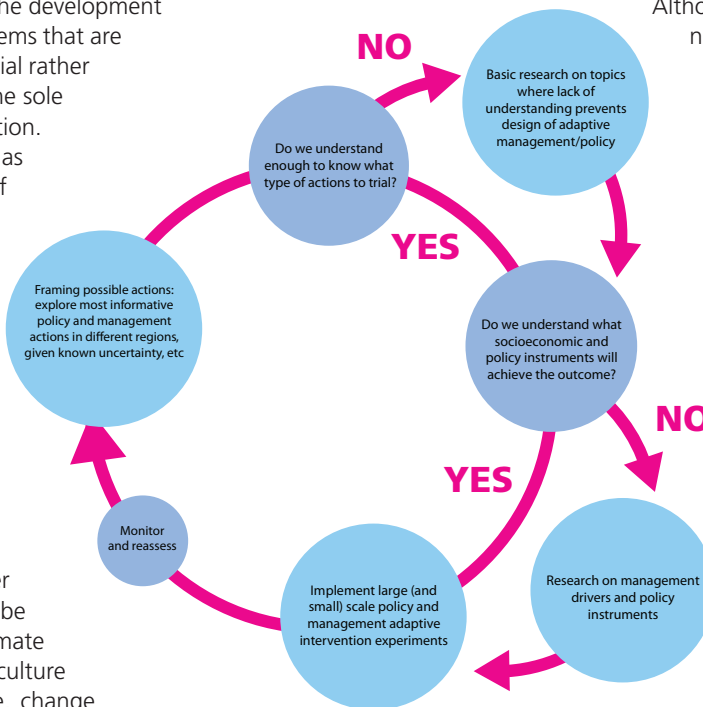 he development
ems that are
ial rather
he sole
tion.
as
f
Altho
n
NO
Basic research on topics
where lack of
understanding prevents
design of adaptive
management/policy
Do we understand
enough to know what
type of actions to trial?
YES
Framing possible actions:
explore most informative
policy and management
actions in different regions,
given known uncertainty, etc
Do we understand what
socioeconomic and
policy instruments will
achieve the outcome?
NO
YES
Monitor
and reassess
Implement large (and
small) scale policy and
management adaptive
intervention experiments
Research on management
drivers and policy
instruments
er
be
mate
culture
e change